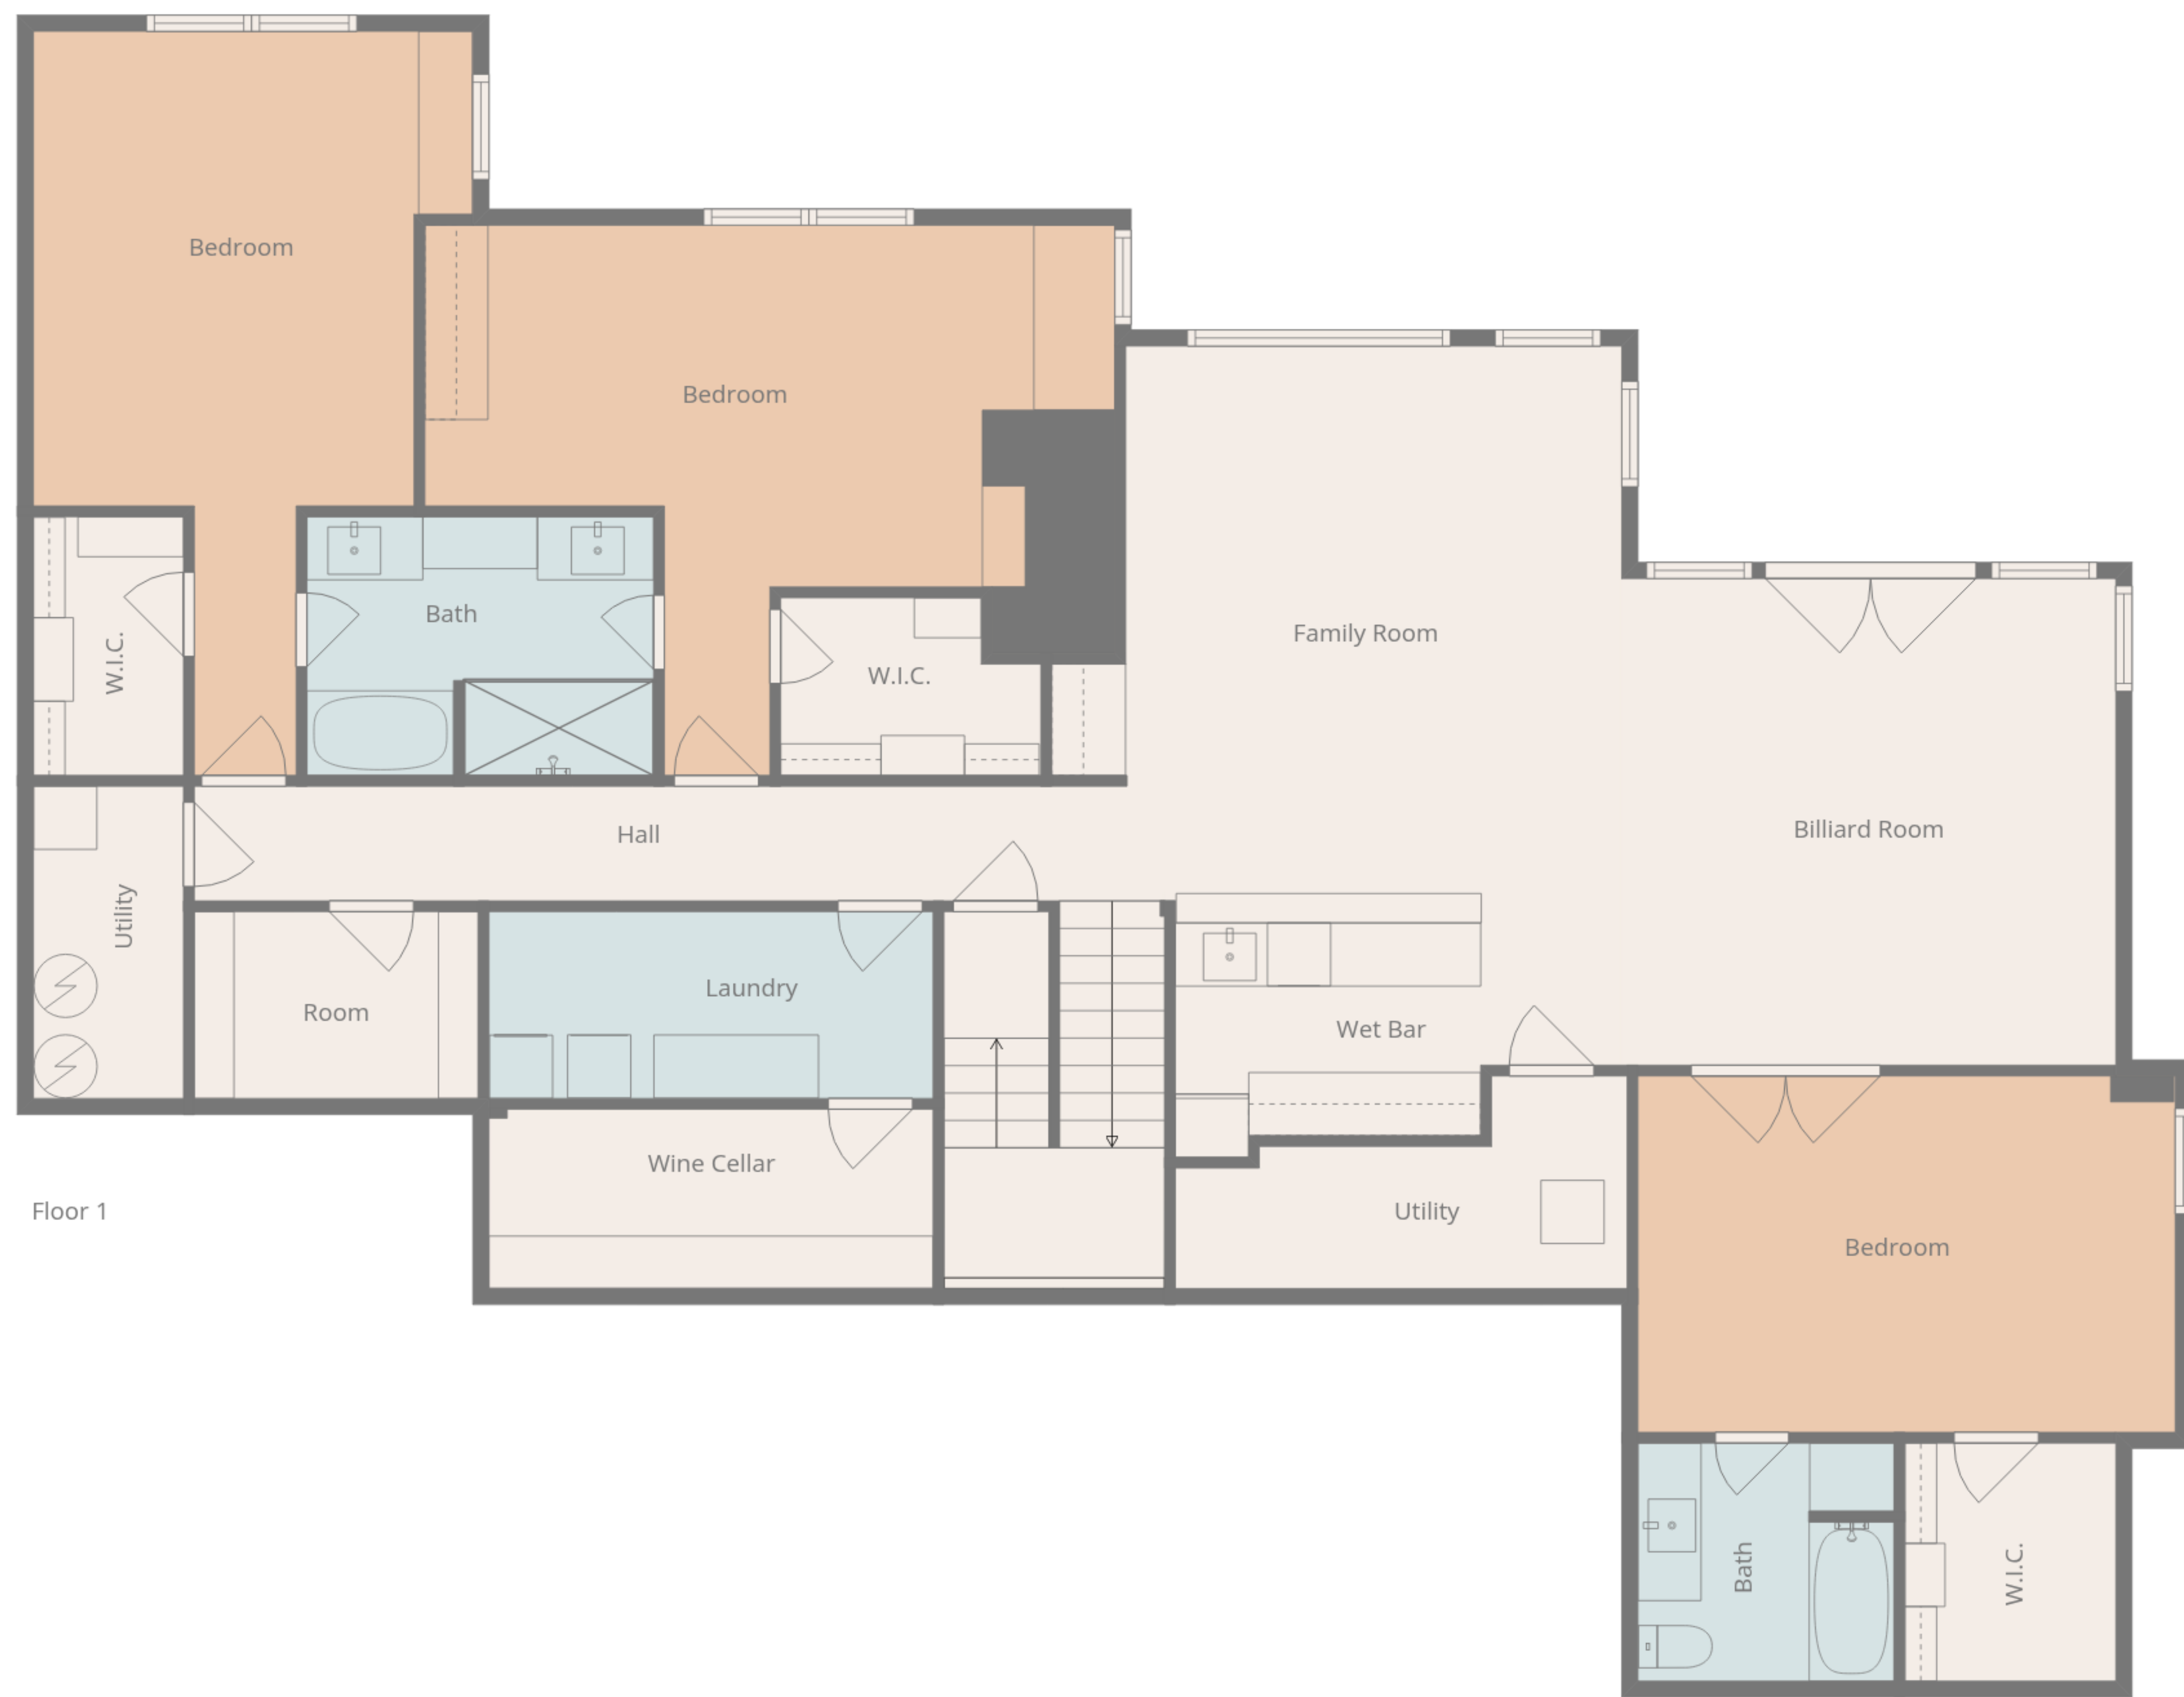 Bedroom
Bedroom
Bath
W.I.C.
W.I.C.
Family Room
Hall
Billiard Room
Utility
Laundry
Room
Wet Bar
Wine Cellar
Floor 1
Utility
Bedroom
Bath
W.I.C.